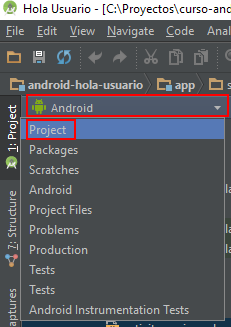 Hola Usuario - [C:\Proyectos\curso-and
File Edit View Navigate Code
android-hola-usuario app
Android
1: Project
Project
Packages
Scratches
Android
Project Files
Problems
Production
Tests
Tests
Android Instrumentation Tests
7: Structure
aptures